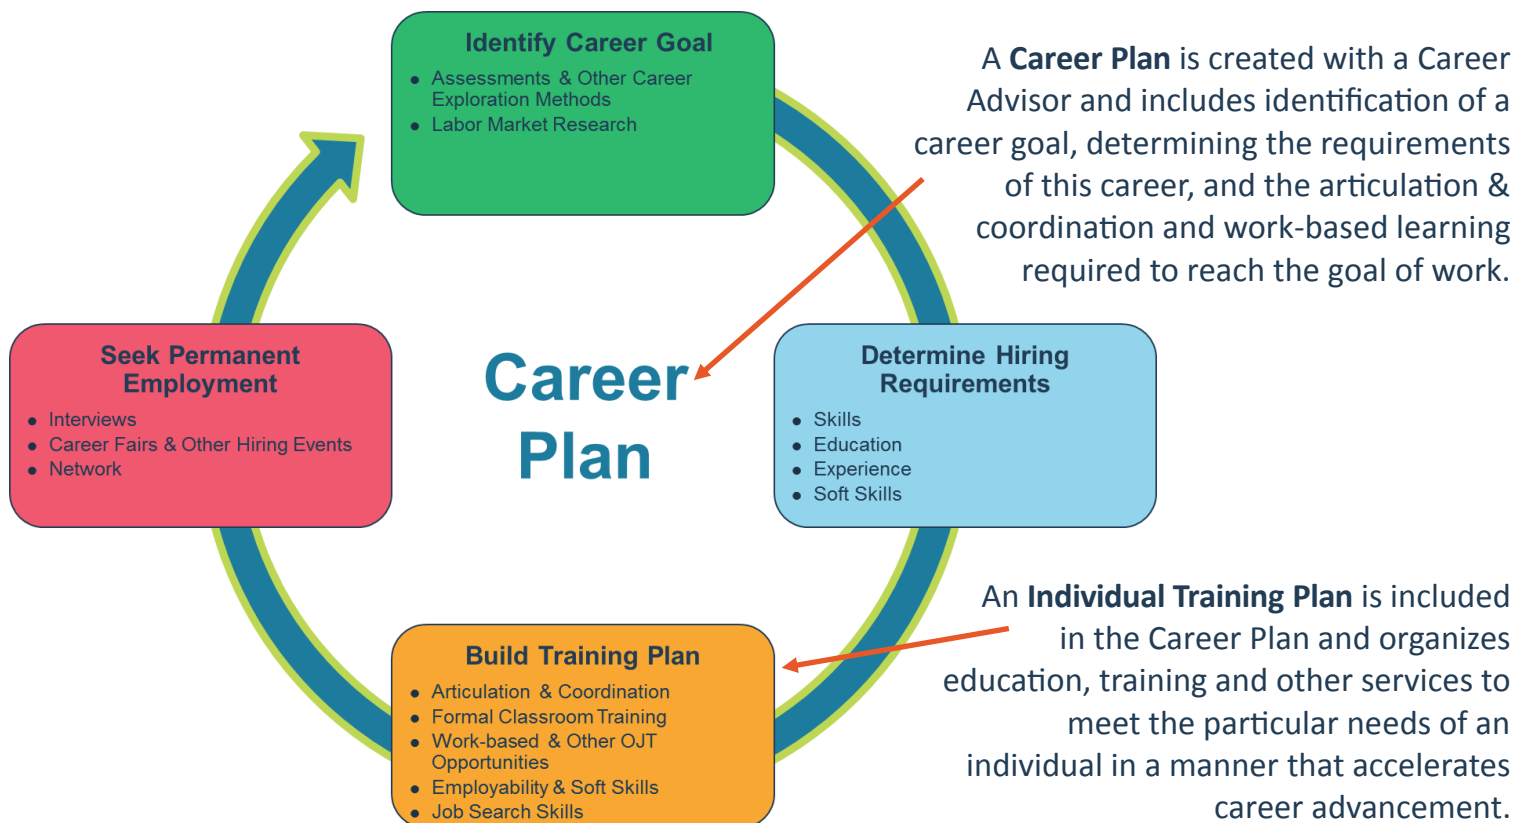 Identify Career Goal
● Assessments & Other Career
Exploration Methods
● Labor Market Research
A Career Plan is created with a Career
Advisor and includes identification of a
career goal, determining the requirements
of this career, and the articulation &
coordination and work-based learning
required to reach the goal of work.
Seek Permanent
Employment
● Interviews
● Career Fairs & Other Hiring Events
● Network
Career
Plan
Determine Hiring
Requirements
● Skills
● Education
● Experience
● Soft Skills
Build Training Plan
● Articulation & Coordination
● Formal Classroom Training
● Work-based & Other OJT
Opportunities
● Employability & Soft Skills
● Job Search Skills
An Individual Training Plan is included
in the Career Plan and organizes
education, training and other services to
meet the particular needs of an
individual in a manner that accelerates
career advancement.